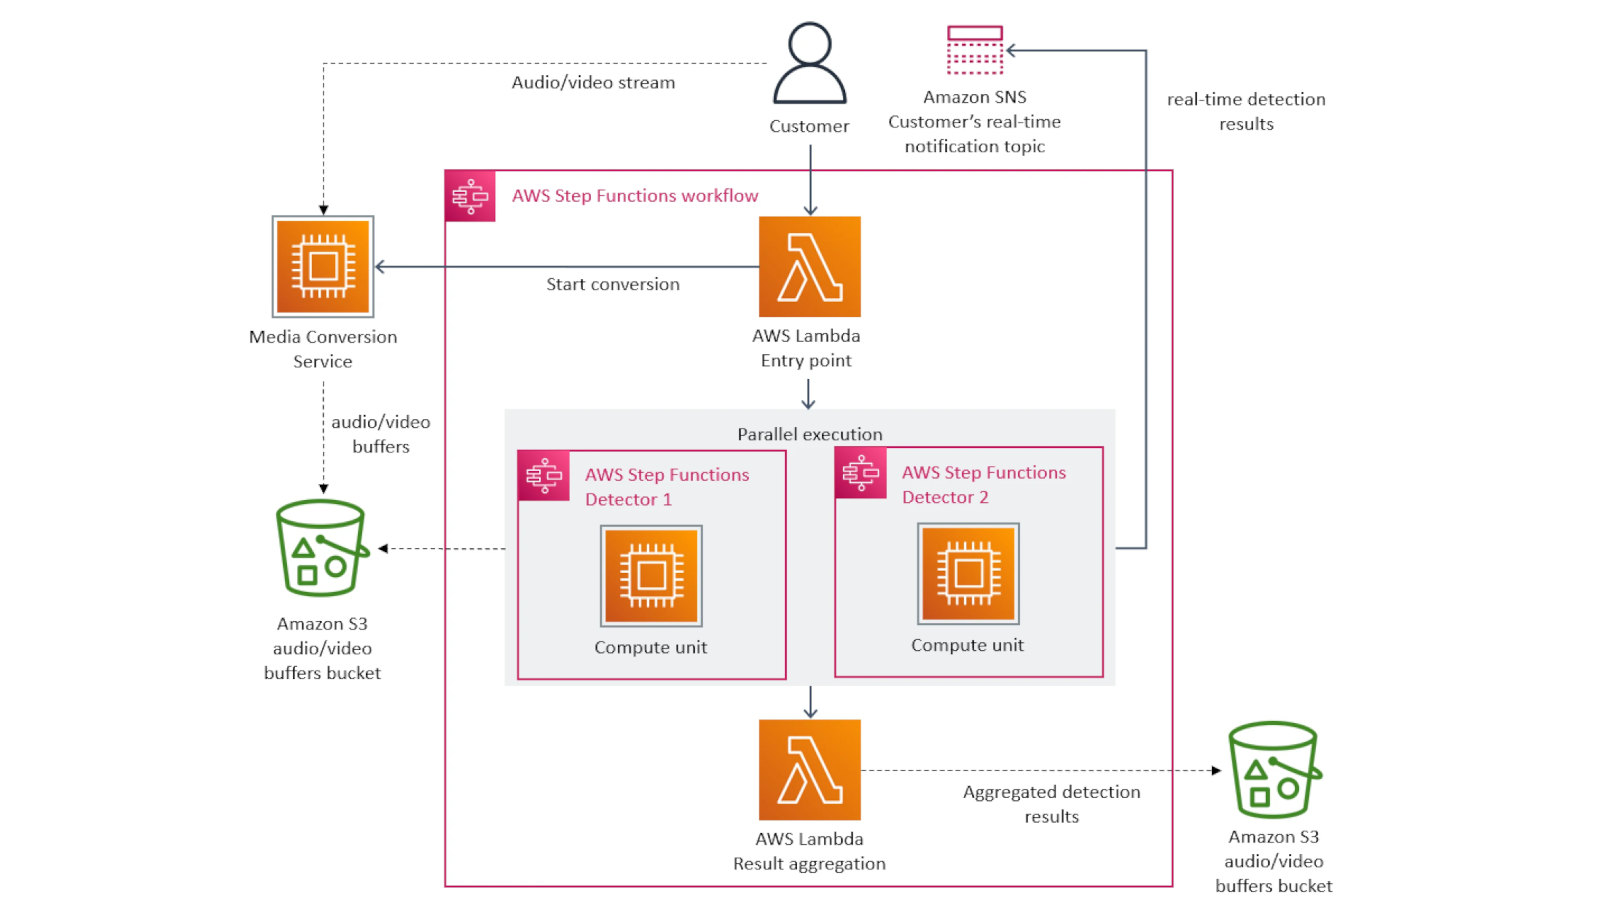 Audio/video stream
Customer
Amazon SNS
Customer’s real-time
notification topic
real-time detection
results
AWS Step Functions workflow
Start conversion
Media Conversion
Service
AWS Lambda
Entry point
audio/video
buffers
Parallel execution
AWS Step Functions
Detector 1
AWS Step Functions
Detector 2
Compute unit
Compute unit
Amazon S3
audio/video
buffers bucket
Aggregated detection
results
AWS Lambda
Result aggregation
Amazon S3
audio/video
buffers bucket